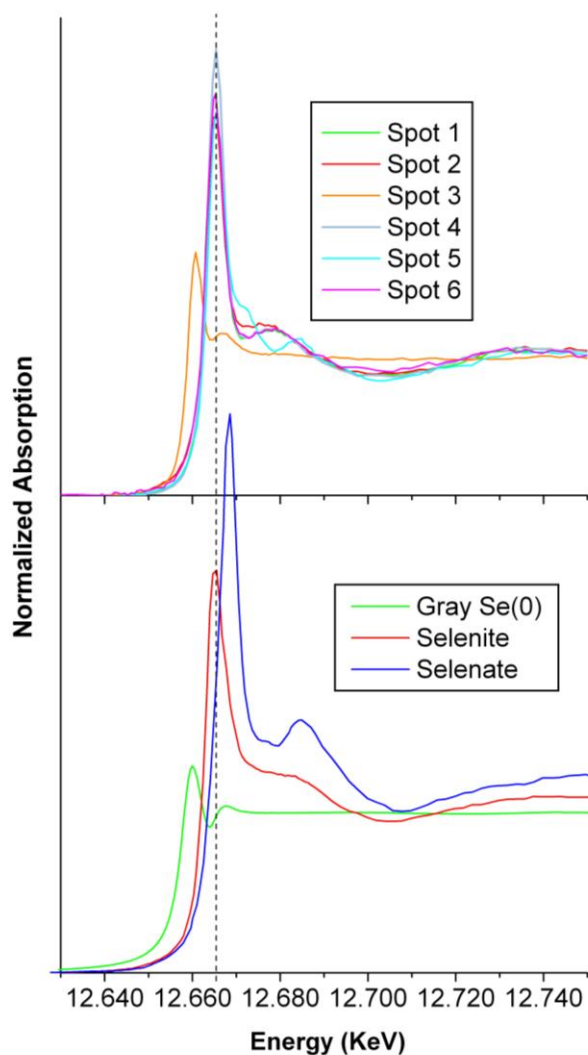 Spot 1
Spot 2
Spot 3
Spot 4
Spot 5
Spot 6
Normalized Absorption
Gray Se(0)
Selenite
Selenate
12.640 12.660 12.680 12.700 12.720 12.740
Energy (KeV)